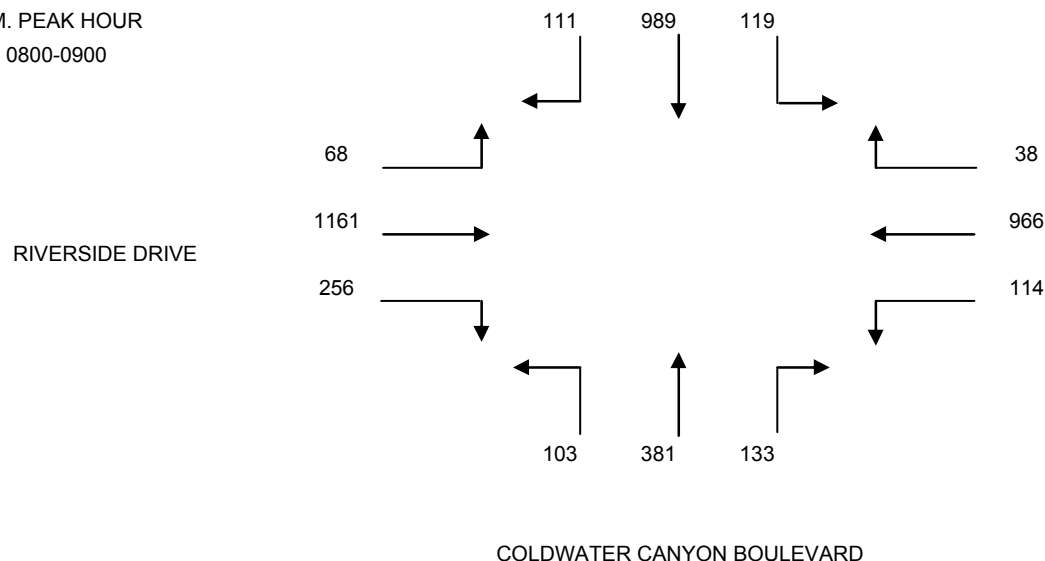 M. PEAK HOUR
0800-0900
111 989 119
68 38
1161 966
RIVERSIDE DRIVE
256 114
103 381 133
COLDWATER CANYON BOULEVARD